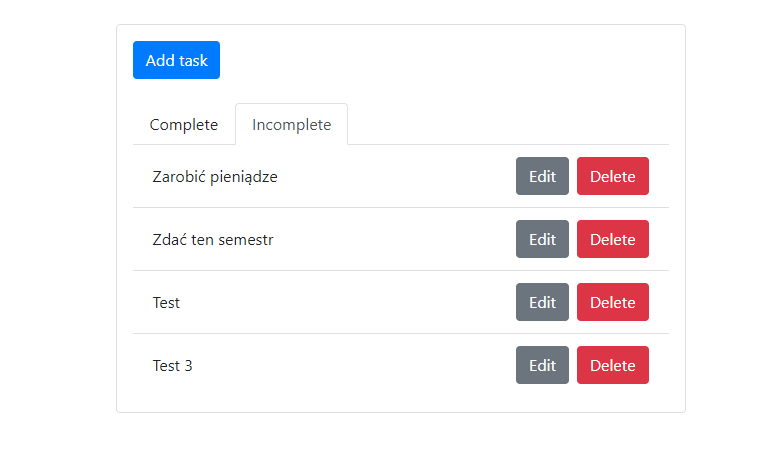 Add task
Complete Incomplete
Zarobić pieniądze Edit Delete
Zdać ten semestr Edit Delete
Test Edit Delete
Test 3 Edit Delete